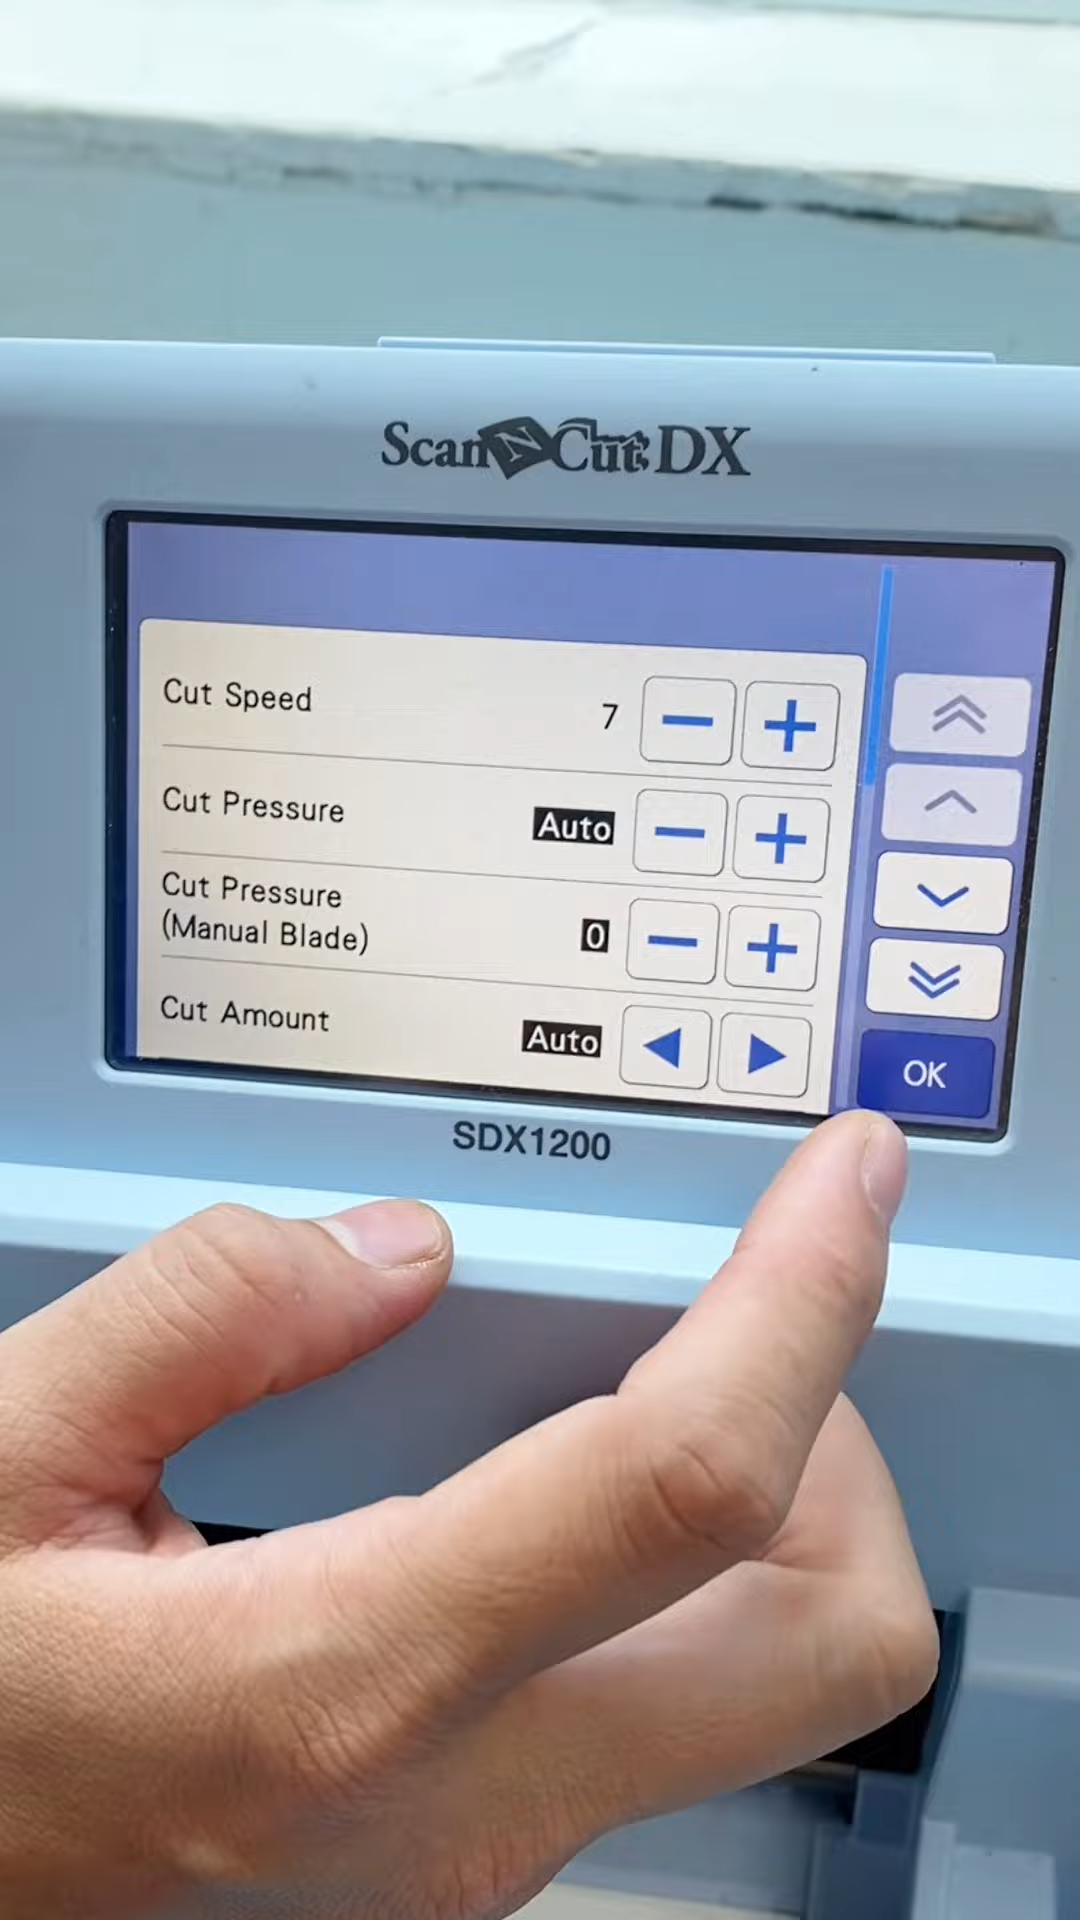 ScanNCut DX
Cut Speed 7
Cut Pressure Auto
Cut Pressure
(Manual Blade) 0
Cut Amount Auto
OK
SDX1200